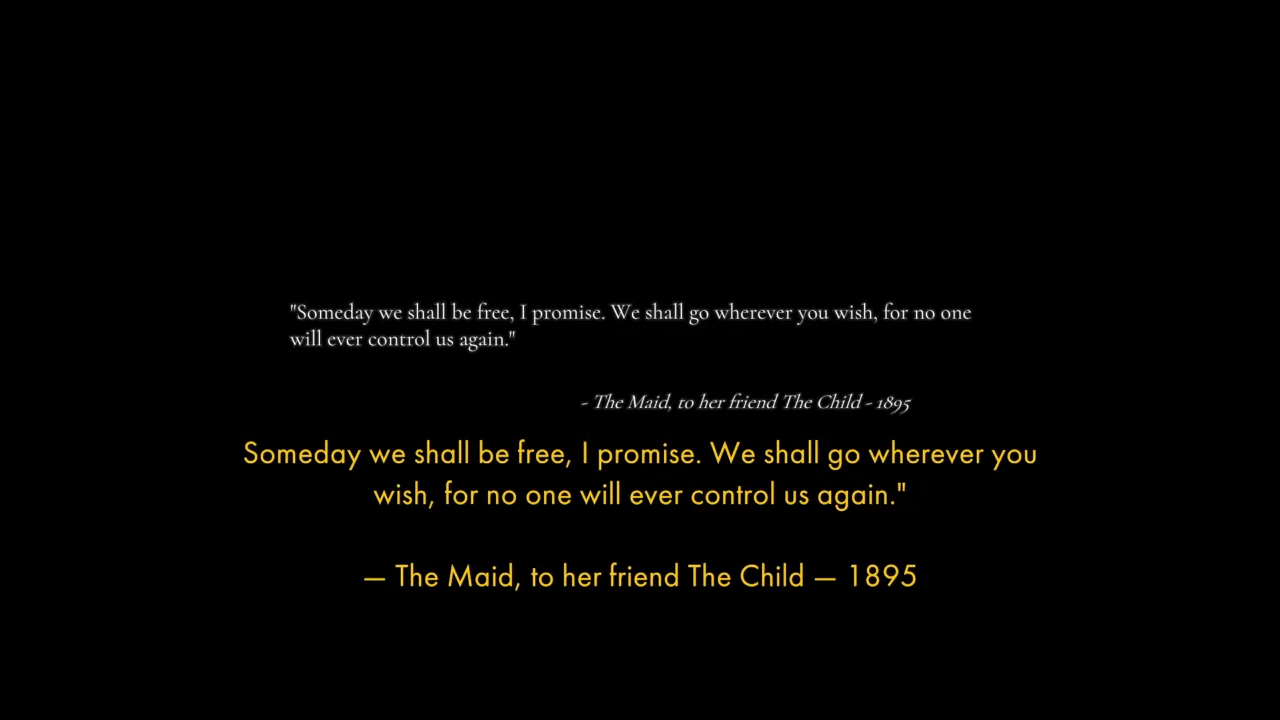 "Someday we shall be free, I promise. We shall go wherever you wish, for no one
will ever control us again."
- The Maid, to her friend The Child - 1895
Someday we shall be free, I promise. We shall go wherever you
wish, for no one will ever control us again."
— The Maid, to her friend The Child — 1895